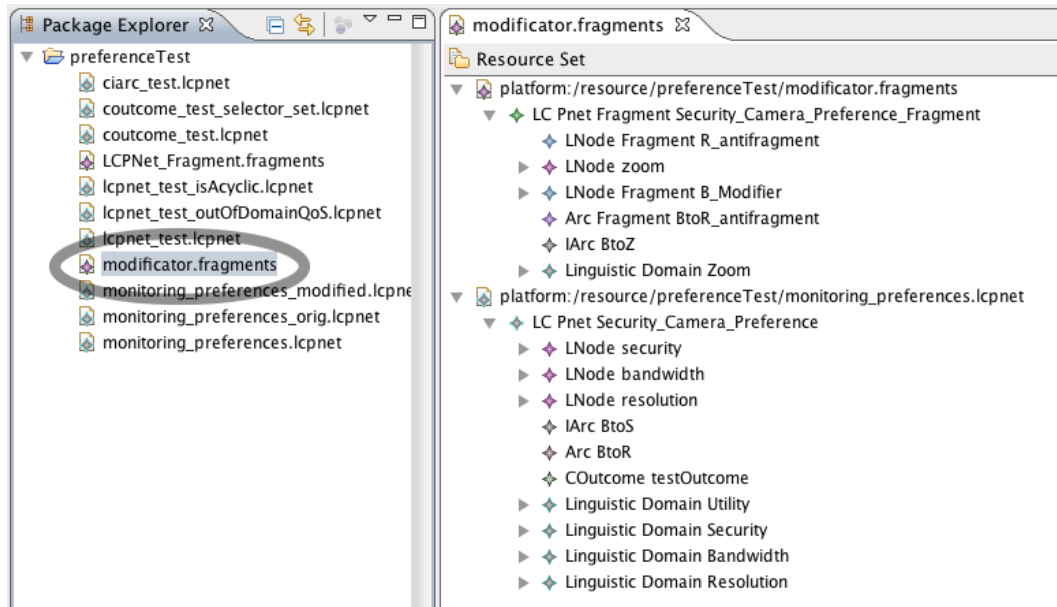 Package Explorer
preferenceTest
ciarc_test.lcpnet
coutcome_test_selector_set.lcpnet
coutcome_test.lcpnet
LCPNet_Fragment.fragments
lcpnet_test_isAcyclic.lcpnet
lcpnet_test_outOfDomainQoS.lcpnet
lcpnet_test.lcpnet
modificator.fragments
monitoring_preferences_modified.lcpne
monitoring_preferences_orig.lcpnet
monitoring_preferences.lcpnet
modificator.fragments
Resource Set
platform:/resource/preferenceTest/modificator.fragments
LC Pnet Fragment Security_Camera_Preference_Fragment
LNode Fragment R_antifragment
LNode zoom
LNode Fragment B_Modifier
Arc Fragment BtoR_antifragment
IArc BtoZ
Linguistic Domain Zoom
platform:/resource/preferenceTest/monitoring_preferences.lcpnet
LC Pnet Security_Camera_Preference
LNode security
LNode bandwidth
LNode resolution
IArc BtoS
Arc BtoR
COutcome testOutcome
Linguistic Domain Utility
Linguistic Domain Security
Linguistic Domain Bandwidth
Linguistic Domain Resolution